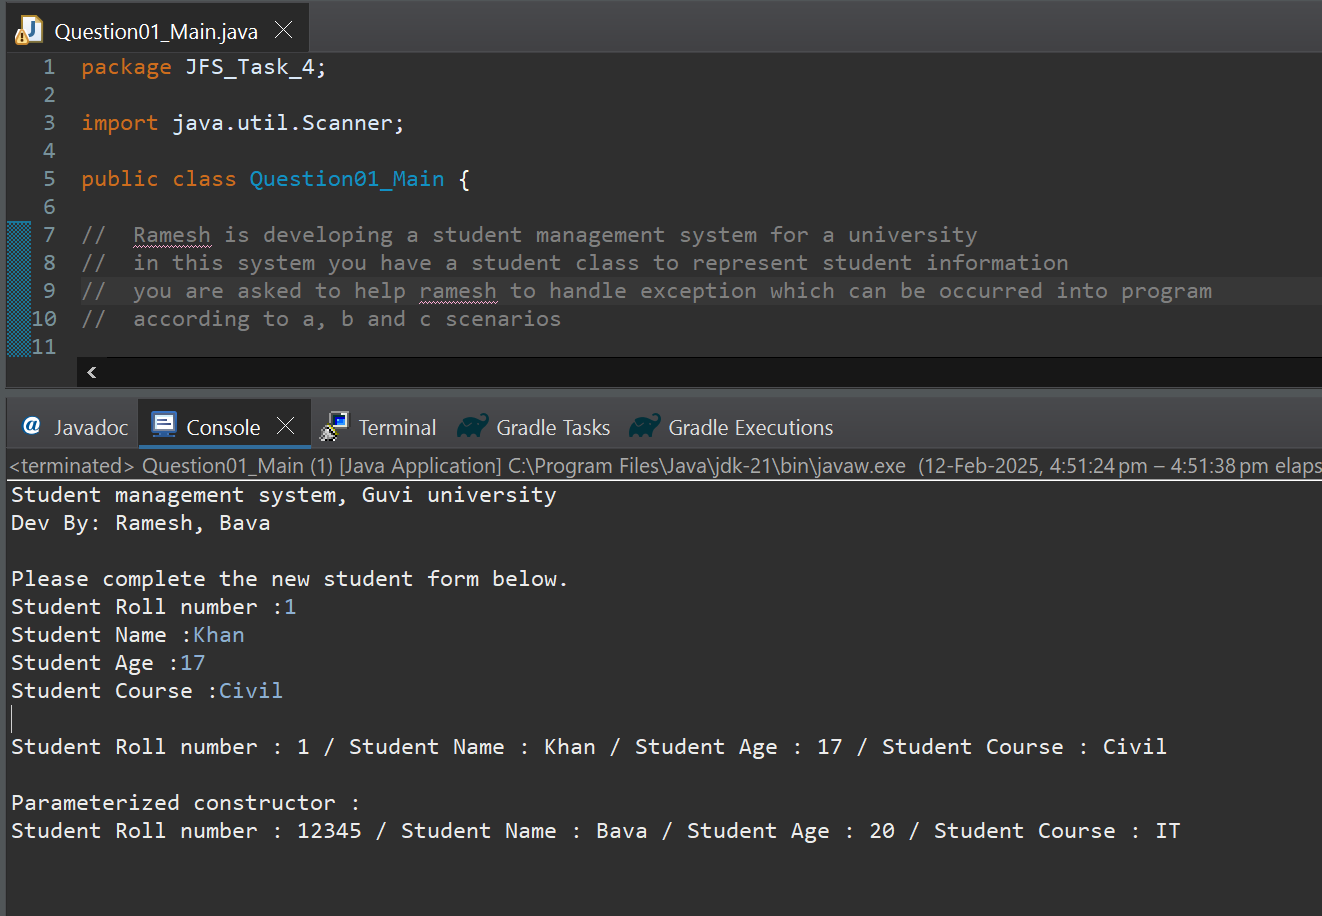 Question01_Main.java
1 package JFS_Task_4;
2
3 import java.util.Scanner;
4
5 public class Question01_Main {
6
7 // Ramesh is developing a student management system for a university
8 // in this system you have a student class to represent student information
9 // you are asked to help ramesh to handle exception which can be occurred into program
10 // according to a, b and c scenarios
11
@ Javadoc Console Terminal Gradle Tasks Gradle Executions
<terminated> Question01_Main (1) [Java Application] C:\Program Files\Java\jdk-21\bin\javaw.exe (12-Feb-2025, 4:51:24 pm – 4:51:38 pm elaps
Student management system, Guvi university
Dev By: Ramesh, Bava
Please complete the new student form below.
Student Roll number :1
Student Name :Khan
Student Age :17
Student Course :Civil
Student Roll number : 1 / Student Name : Khan / Student Age : 17 / Student Course : Civil
Parameterized constructor :
Student Roll number : 12345 / Student Name : Bava / Student Age : 20 / Student Course : IT